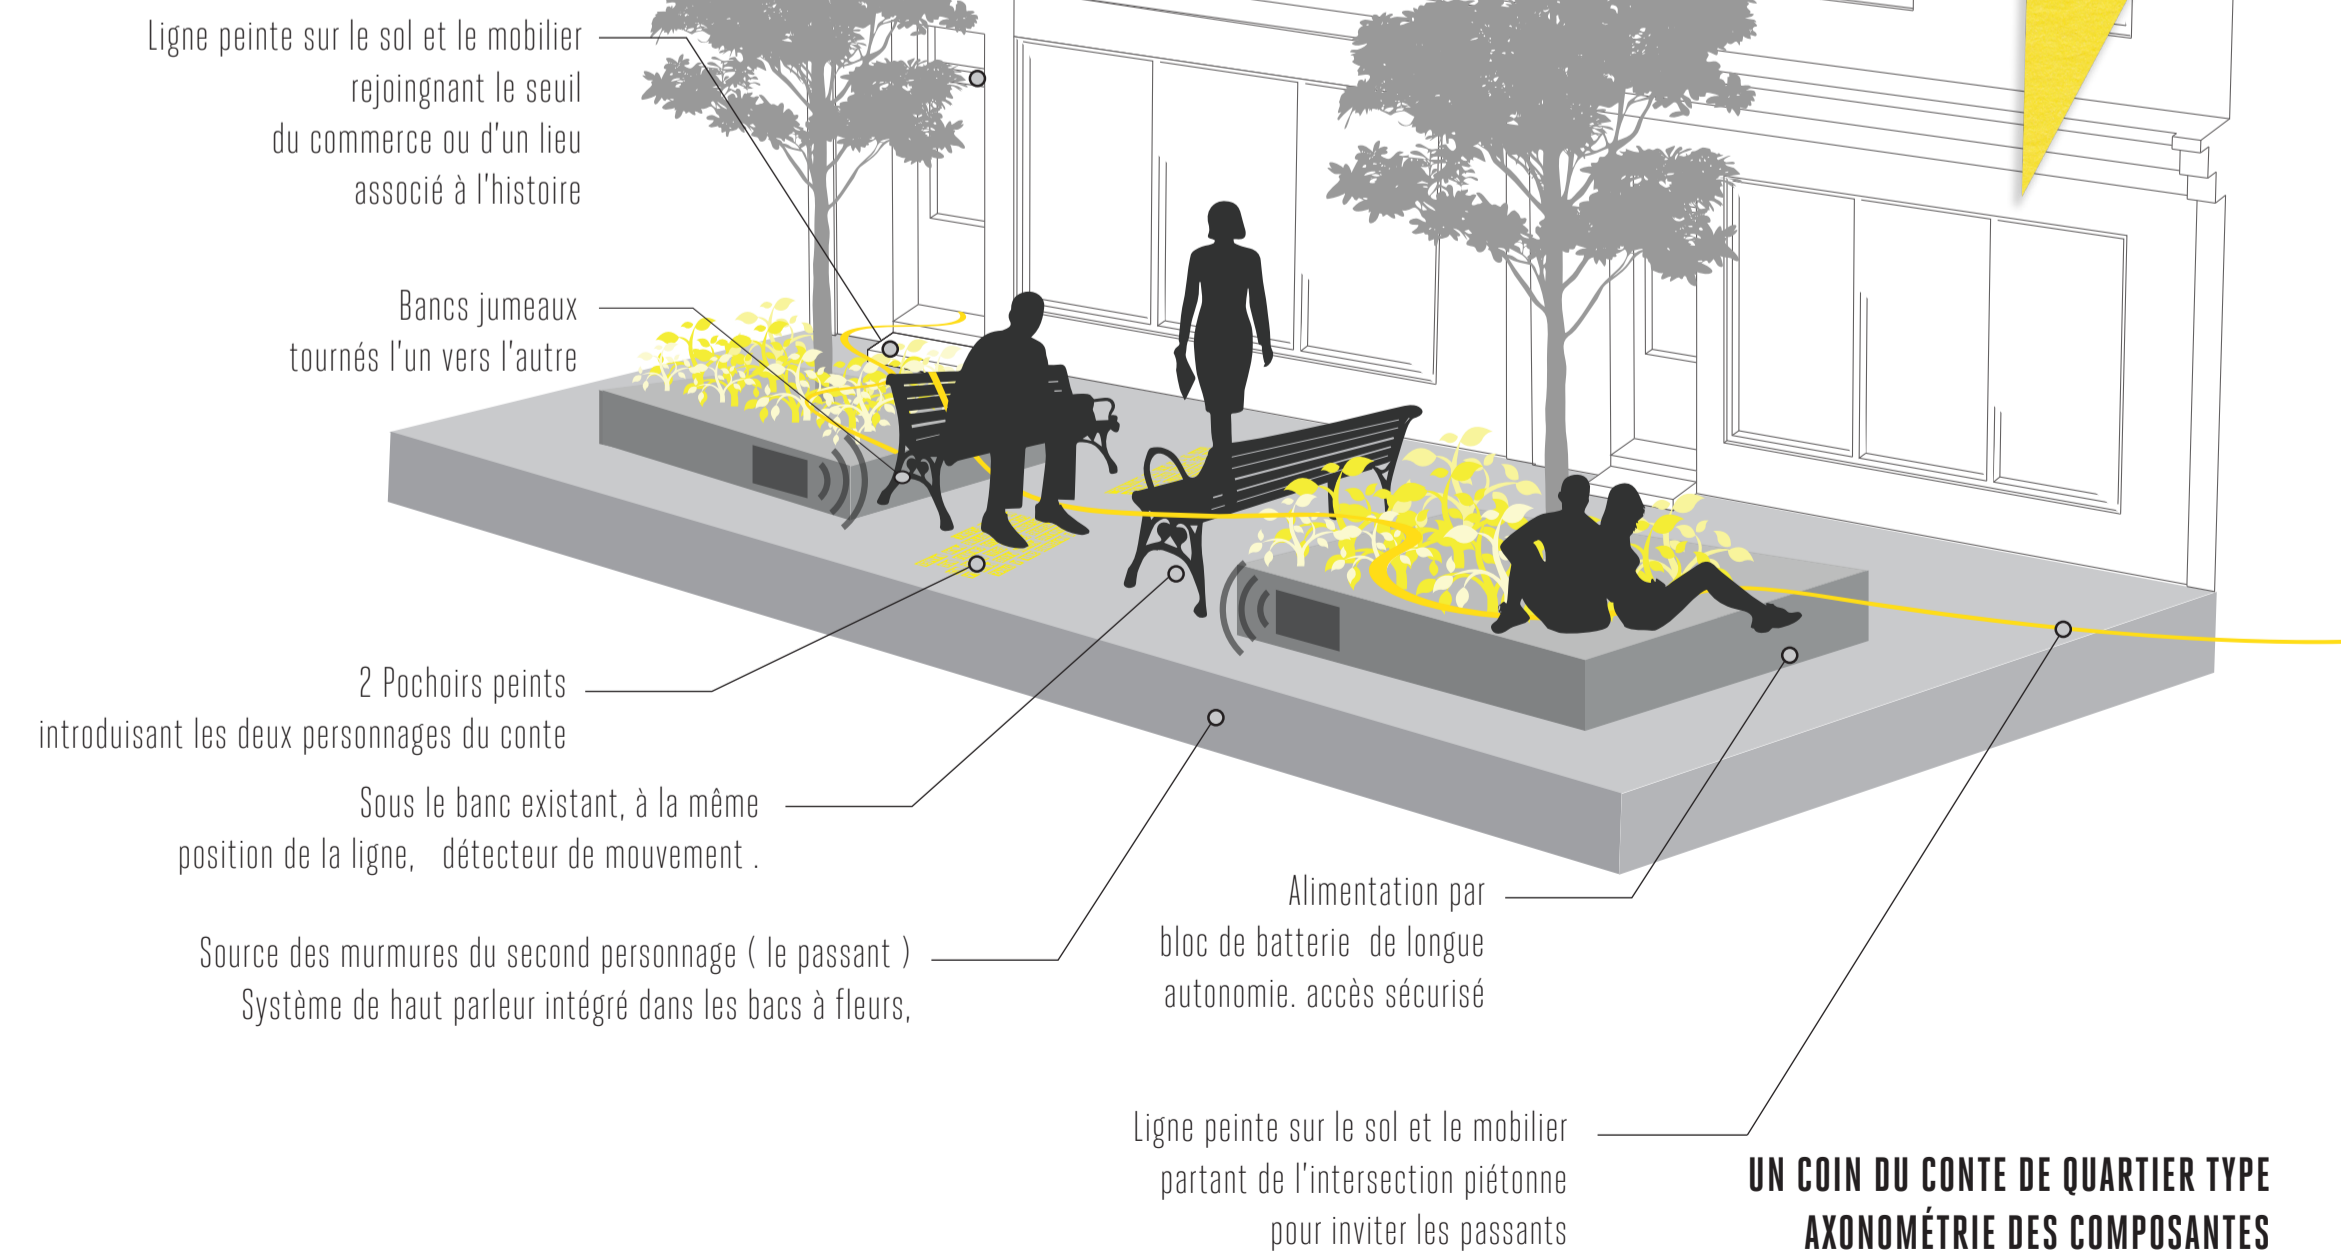 Ligne peinte sur le sol et le mobilier
rejoingnant le seuil
du commerce ou d'un lieu
associé à l'histoire
Bancs jumeaux
tournés l'un vers l'autre
2 Pochoirs peints
introduisant les deux personnages du conte
Sous le banc existant, à la même
position de la ligne, détecteur de mouvement .
Source des murmures du second personnage ( le passant )
Système de haut parleur intégré dans les bacs à fleurs,
Alimentation par
bloc de batterie de longue
autonomie. accès sécurisé
Ligne peinte sur le sol et le mobilier
partant de l'intersection piétonne
pour inviter les passants
UN COIN DU CONTE DE QUARTIER TYPE
AXONOMÉTRIE DES COMPOSANTES